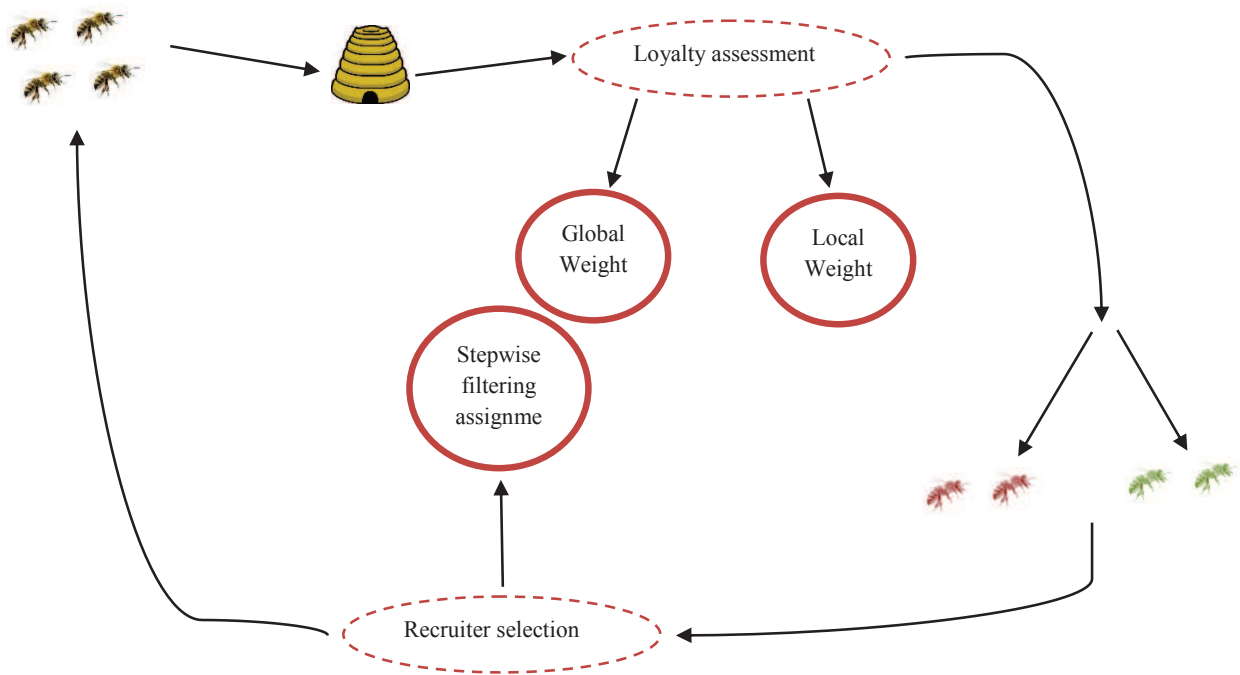 Loyalty assessment
Global
Weight
Local
Weight
Stepwise
filtering
assignme
Recruiter selection